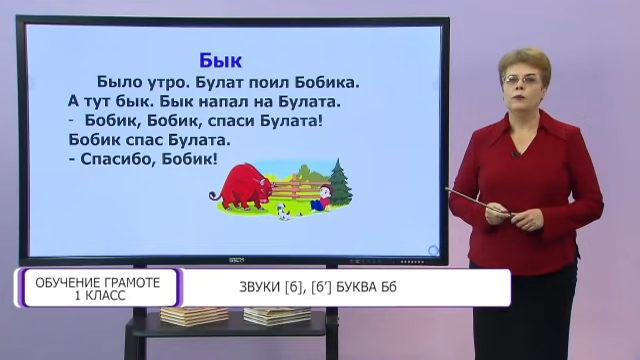 Бык
Было утро. Булат поил Бобика.
А тут бык. Бык напал на Булата.
- Бобик, Бобик, спаси Булата!
Бобик спас Булата.
- Спасибо, Бобик!
ОБУЧЕНИЕ ГРАМОТЕ
1 КЛАСС
ЗВУКИ [б], [б’] БУКВА Бб